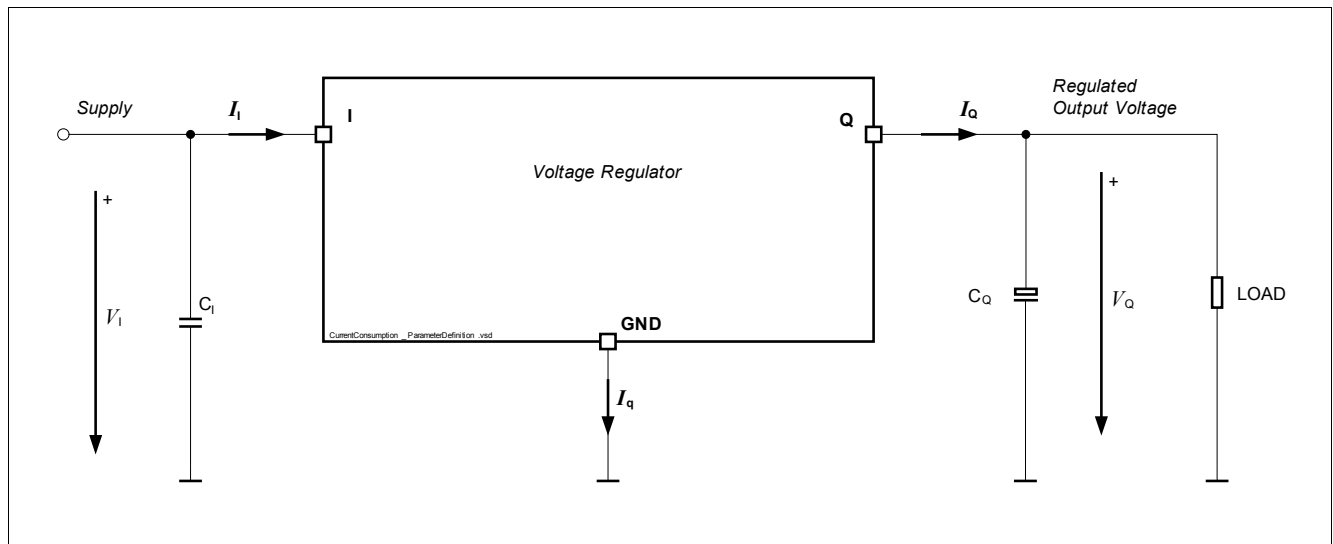 Supply
I_I
I
Q
I_Q
Regulated
Output Voltage
Voltage Regulator
+
+
V_I
C_I
CurrentConsumption _ ParameterDefinition .vsd
GND
I_q
C_Q
V_Q
LOAD